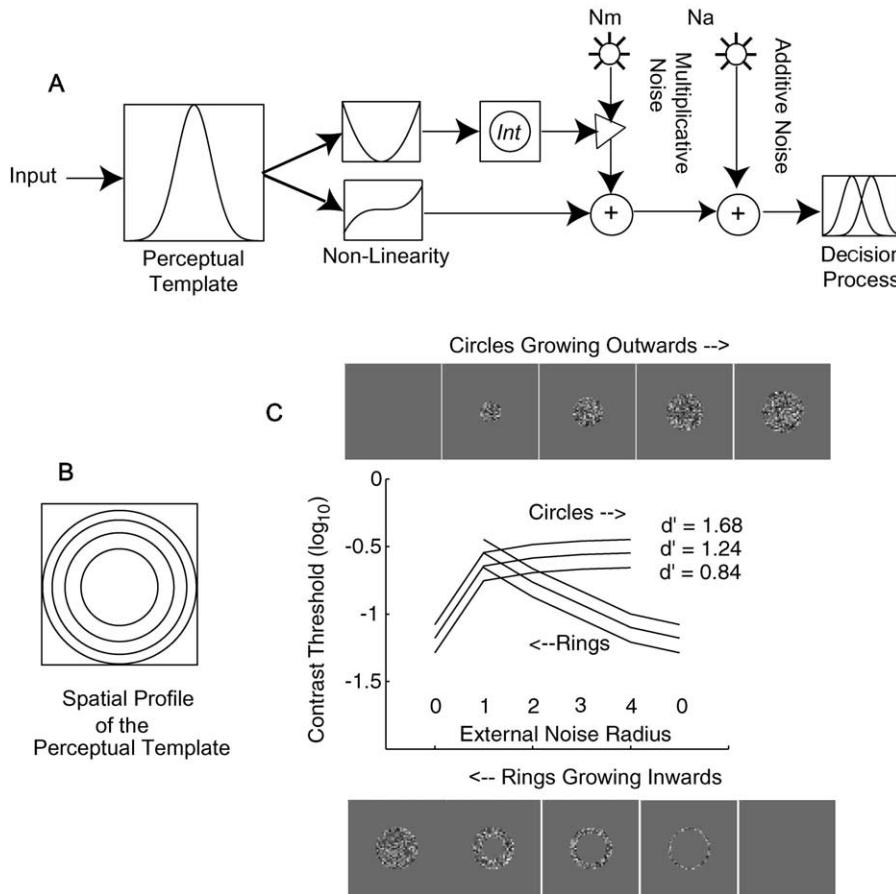 Nm Na
A
Multiplicative
Noise
Additive Noise
Input
Int
+
+
Perceptual
Template
Non-Linearity
Decision
Process
Circles Growing Outwards -->
C
B
0
-0.5
-1
-1.5
Contrast Threshold (log10)
Circles -->
d' = 1.68
d' = 1.24
d' = 0.84
<--Rings
0 1 2 3 4 0
External Noise Radius
Spatial Profile
of the
Perceptual Template
<-- Rings Growing Inwards